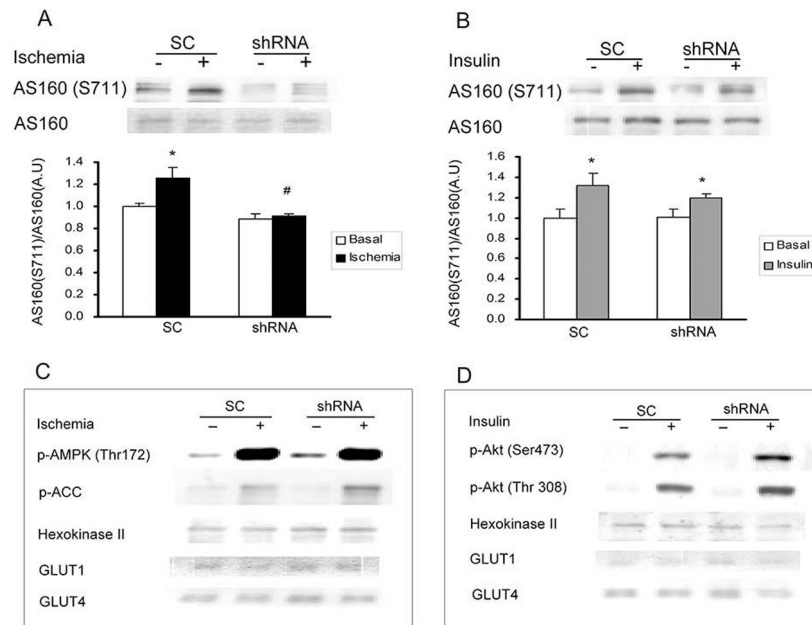 A
SC shRNA
Ischemia - + - +
AS160 (S711)
AS160
AS160(S711)/AS160(A.U)
1.4
1.2
1.0
0.8
0.6
0.4
0.2
0.0
*
#
Basal
Ischemia
SC shRNA
B
SC shRNA
Insulin - + - +
AS160 (S711)
AS160
AS160(S711)/AS160(A.U)
1.6
1.4
1.2
1.0
0.8
0.6
0.4
0.2
0.0
*
*
Basal
Insulin
SC shRNA
C
SC shRNA
Ischemia – + – +
p-AMPK (Thr172)
p-ACC
Hexokinase II
GLUT1
GLUT4
D
SC shRNA
Insulin – + – +
p-Akt (Ser473)
p-Akt (Thr 308)
Hexokinase II
GLUT1
GLUT4